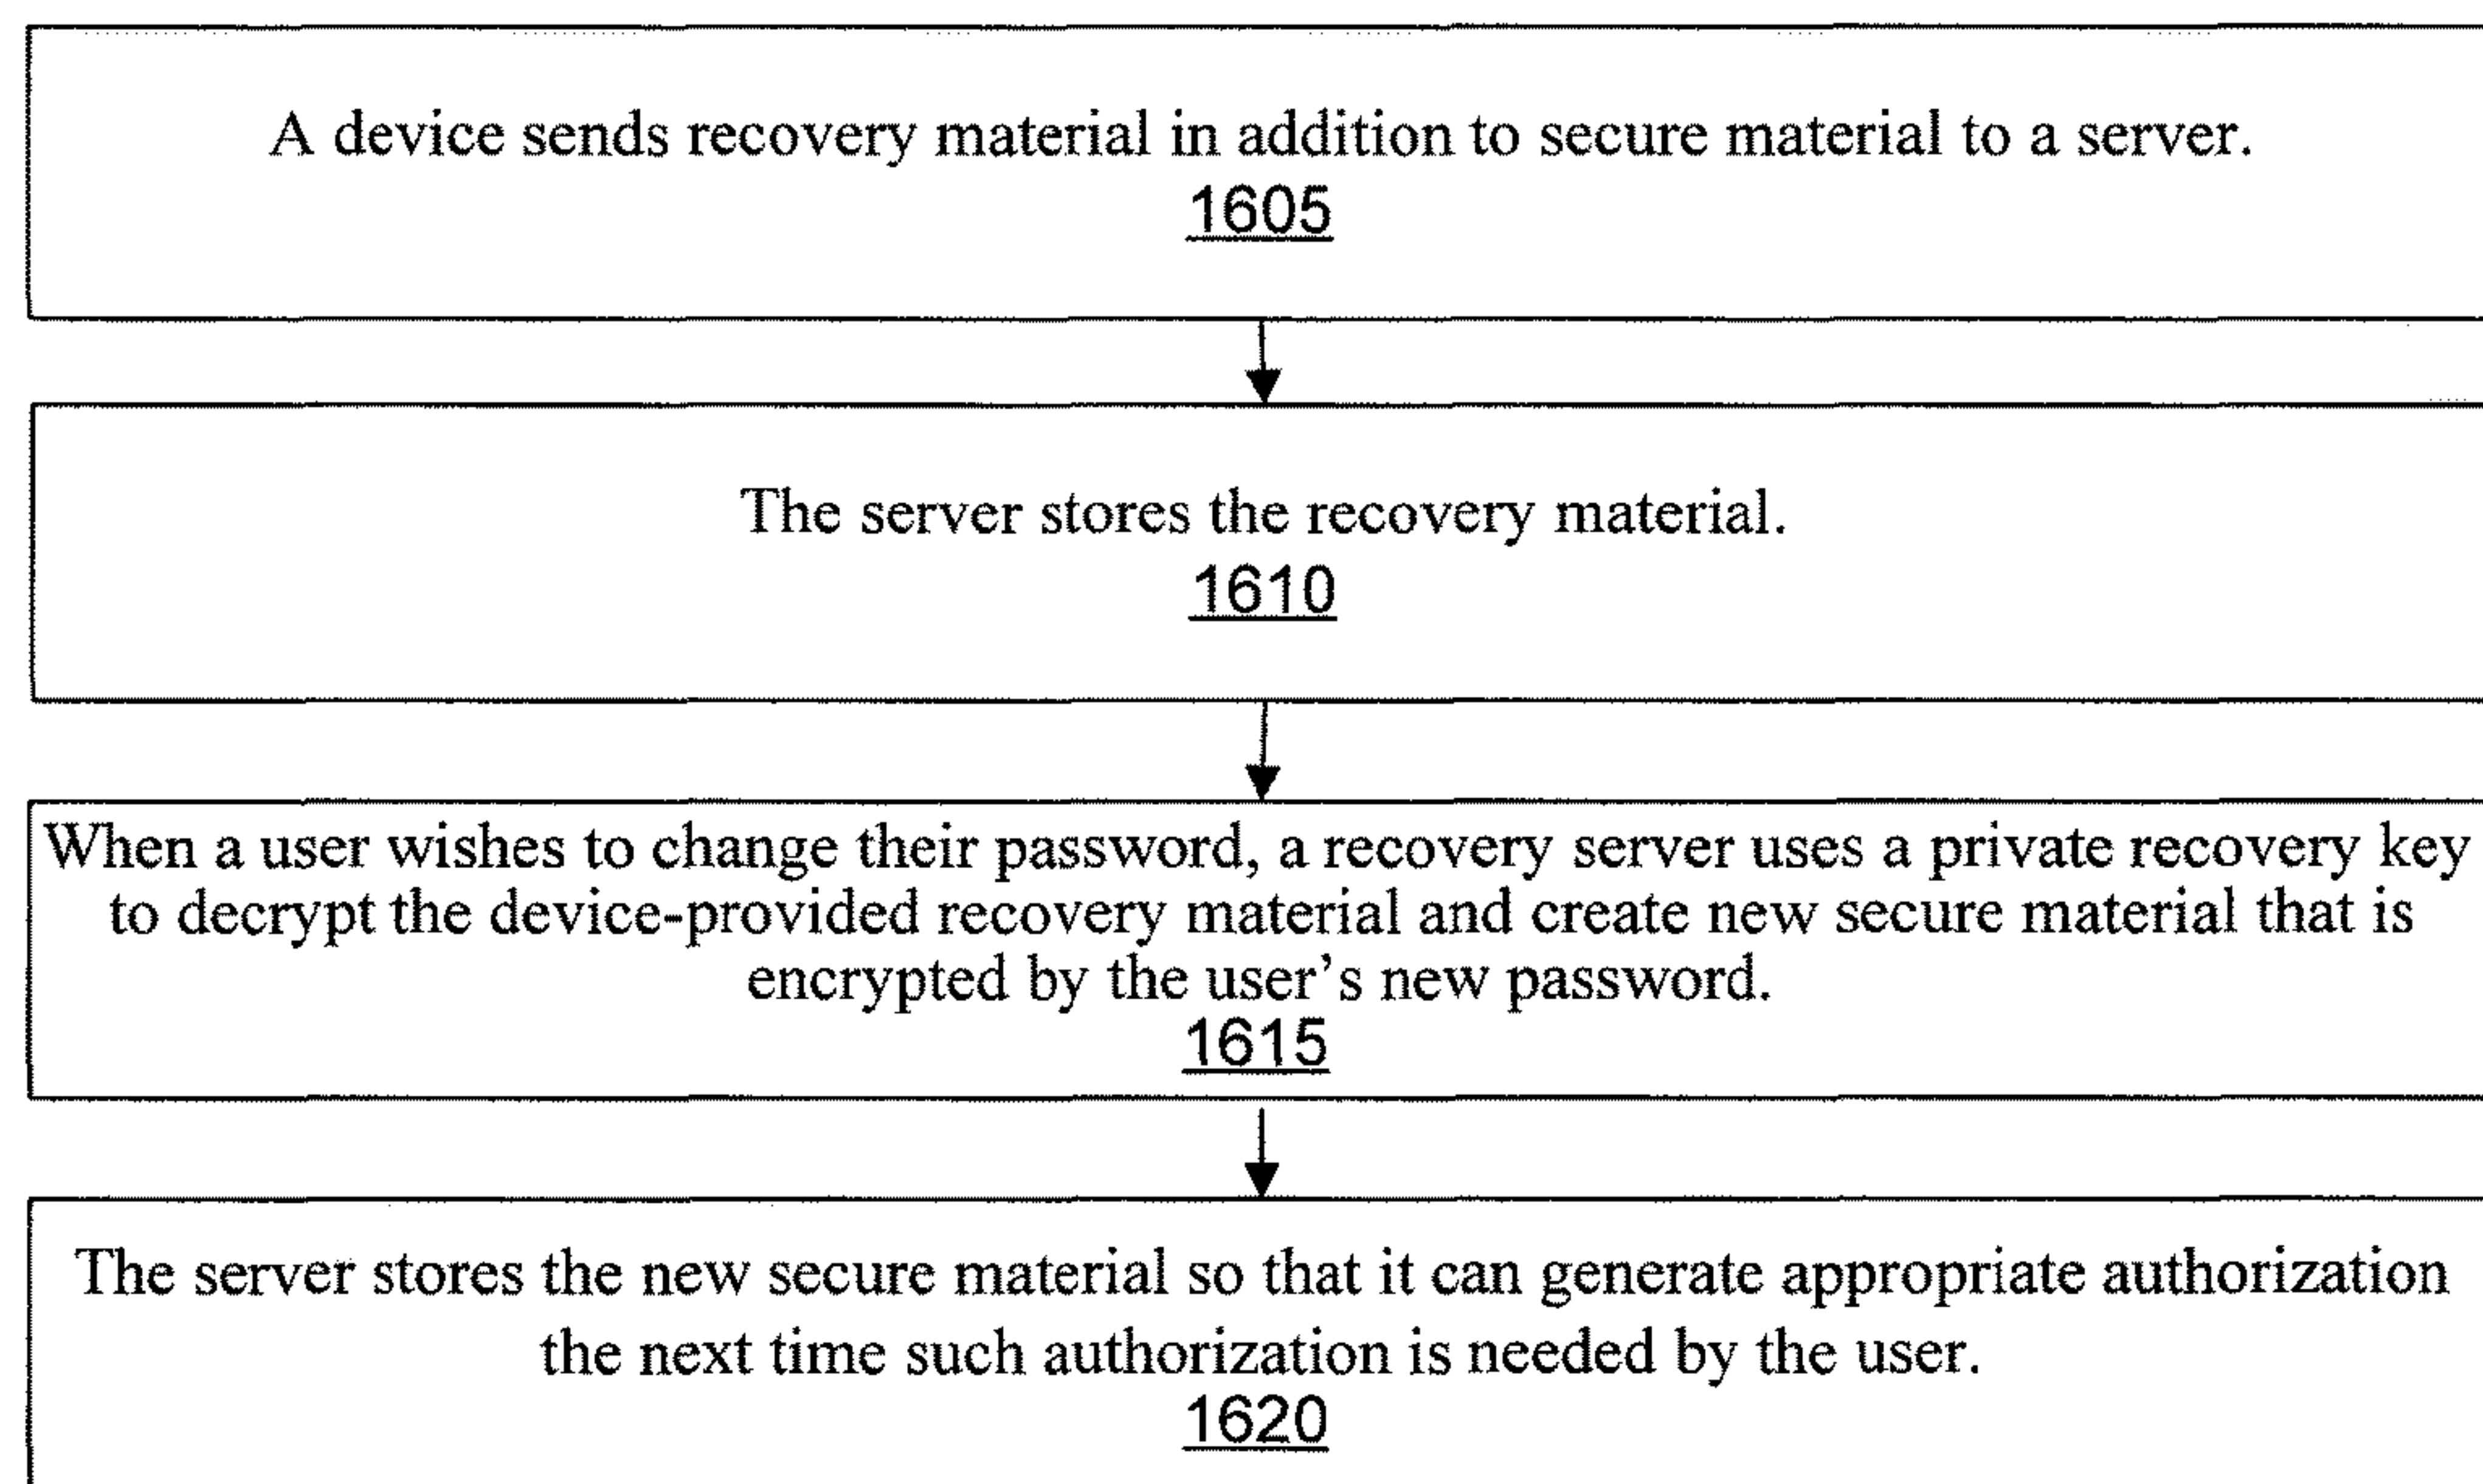 A device sends recovery material in addition to secure material to a server.
1605
The server stores the recovery material.
1610
When a user wishes to change their password, a recovery server uses a private recovery key
to decrypt the device-provided recovery material and create new secure material that is
encrypted by the user’s new password.
1615
The server stores the new secure material so that it can generate appropriate authorization
the next time such authorization is needed by the user.
1620